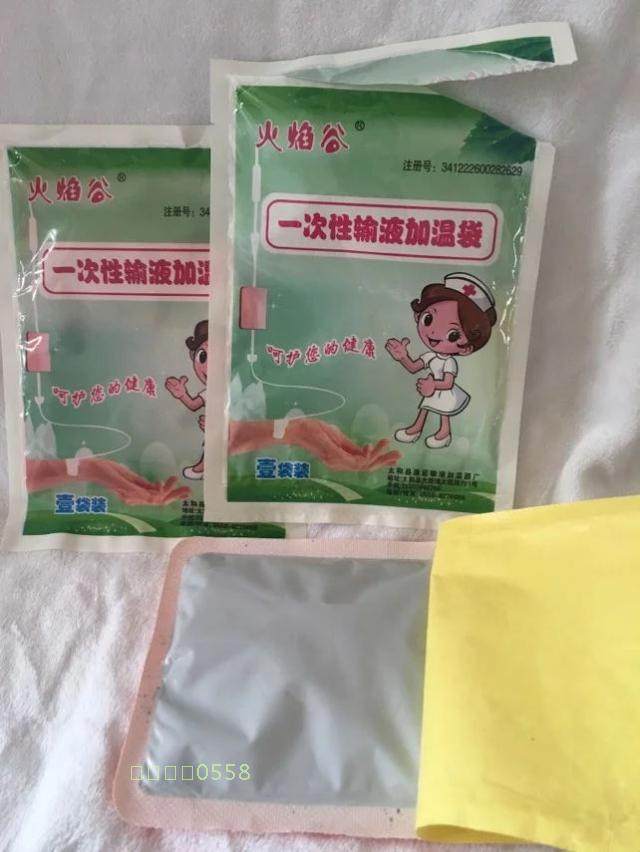 火焰谷®
注册号：341222600282629
一次性输液加温袋
呵护您的健康
壹袋装
火焰谷®
注册号：34
一次性输液加温
呵护您的健康
壹袋装
0558